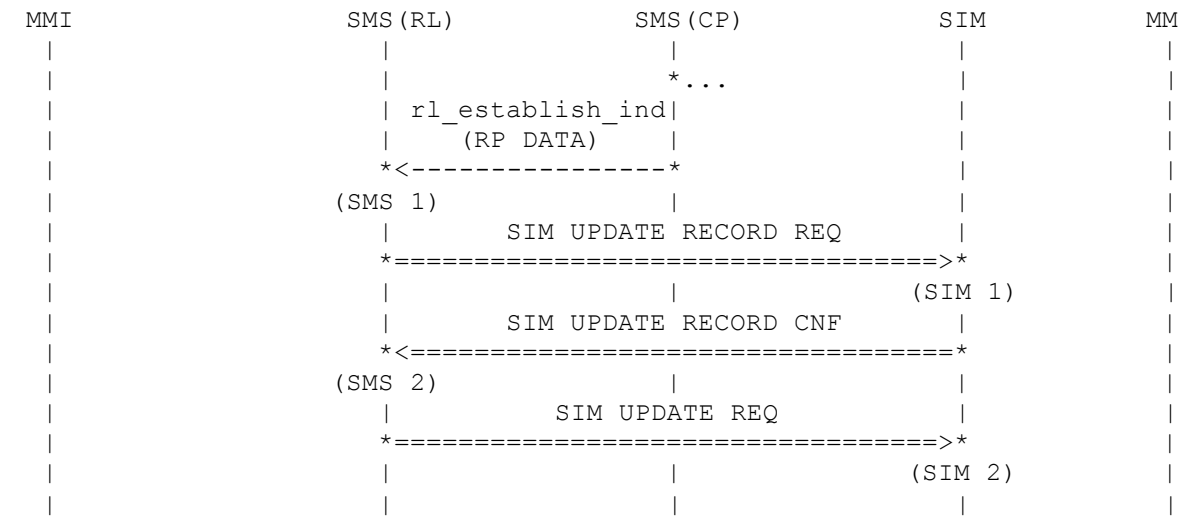 MMI SMS(RL) SMS(CP) SIM MM
*...
rl_establish_ind
(RP DATA)
*<----------------*
(SMS 1)
SIM UPDATE RECORD REQ
*==================================>*
(SIM 1)
SIM UPDATE RECORD CNF
*<==================================*
(SMS 2)
SIM UPDATE REQ
*==================================>*
(SIM 2)